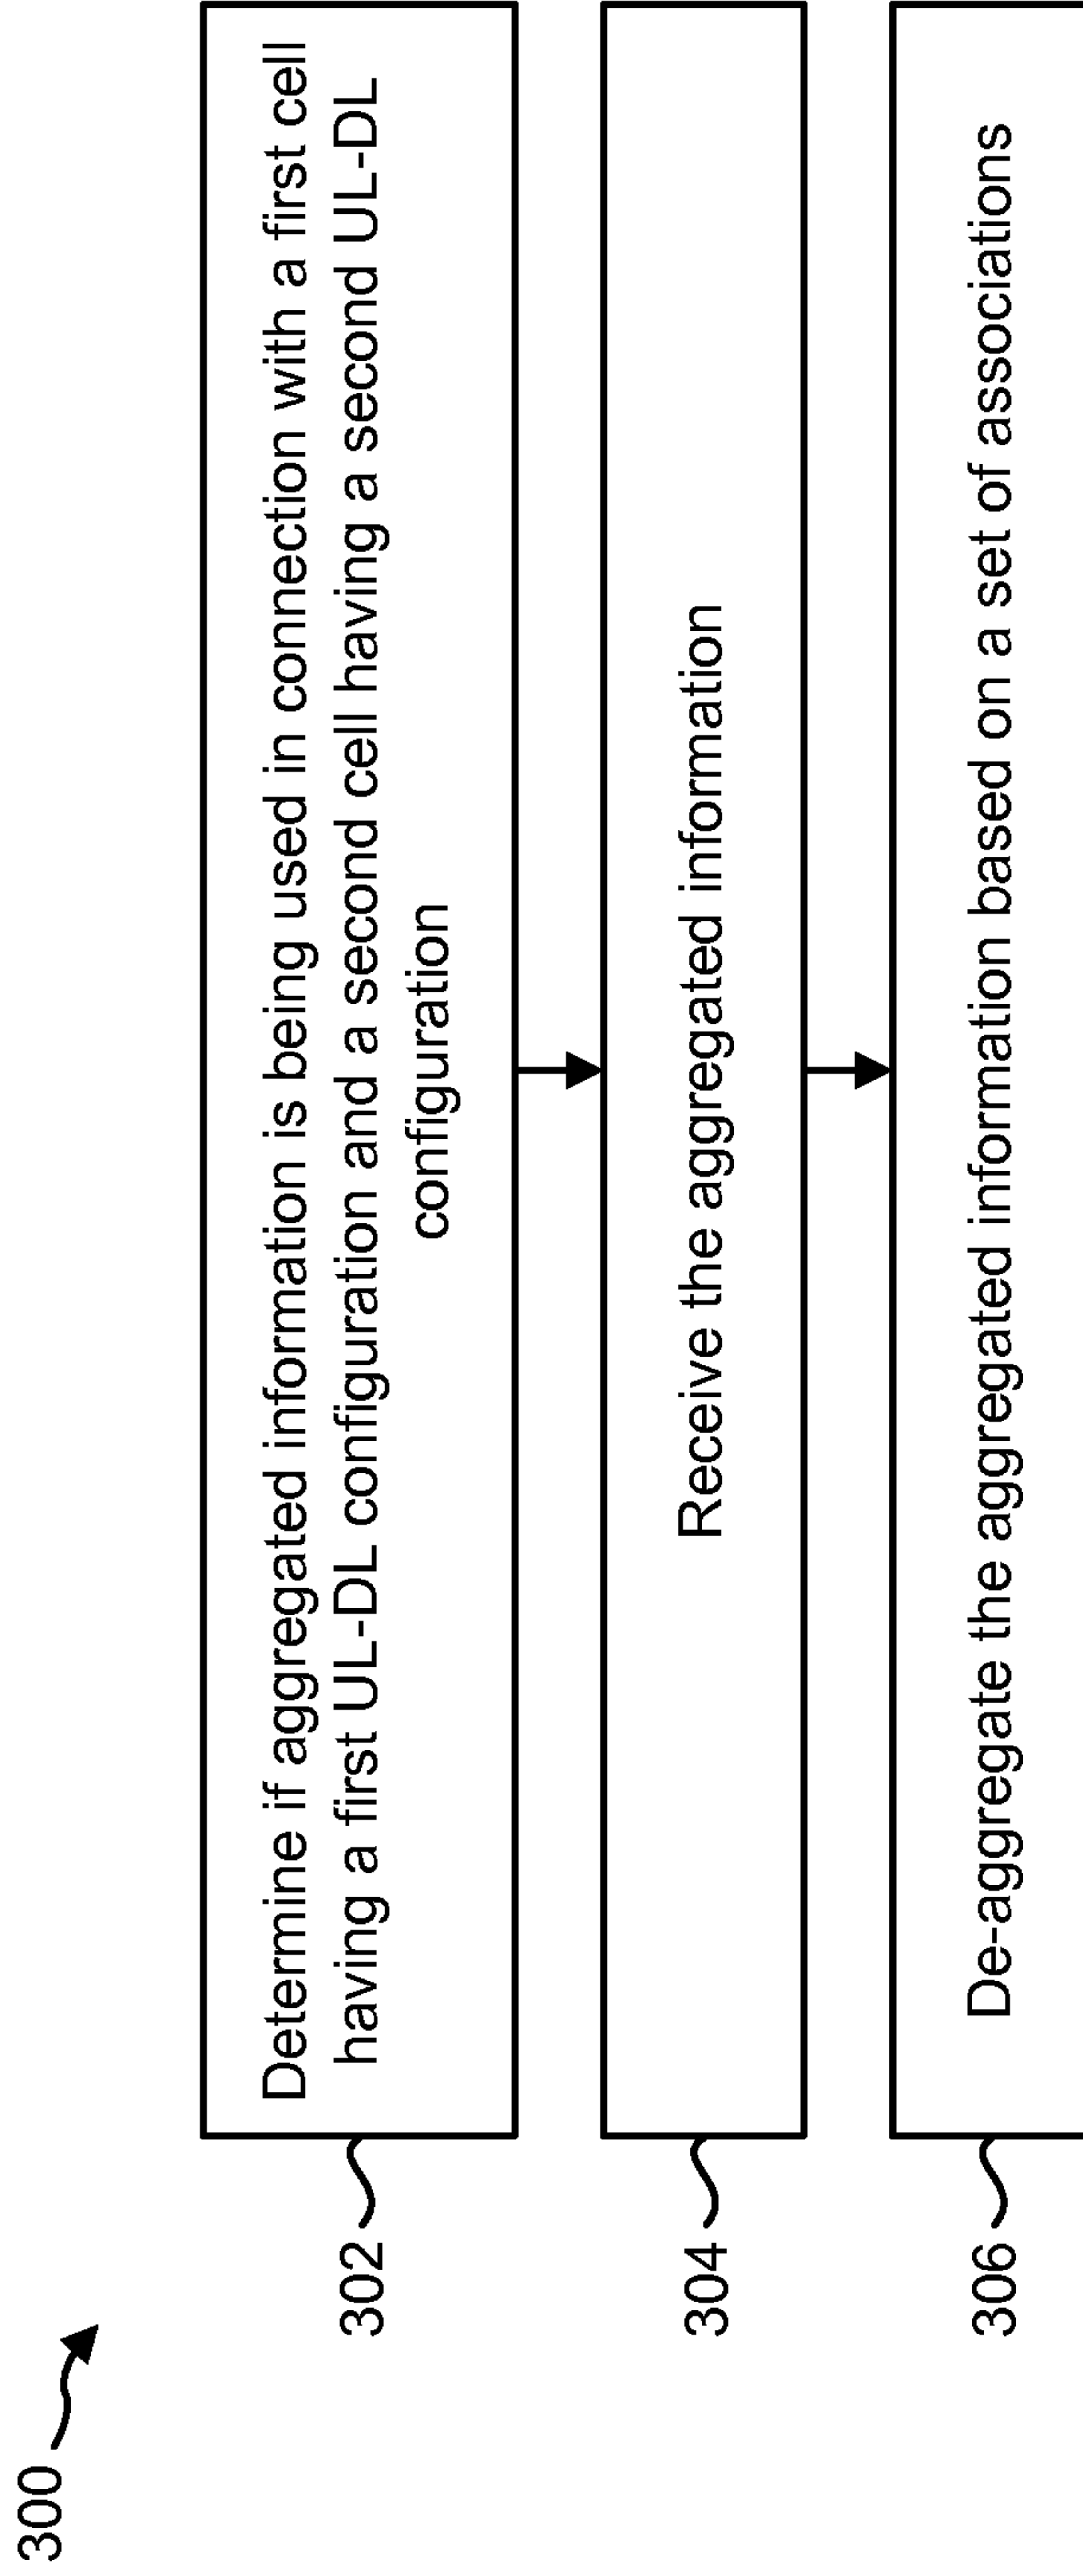 300
302
Determine if aggregated information is being used in connection with a first cell
having a first UL-DL configuration and a second cell having a second UL-DL
configuration
304
Receive the aggregated information
306
De-aggregate the aggregated information based on a set of associations